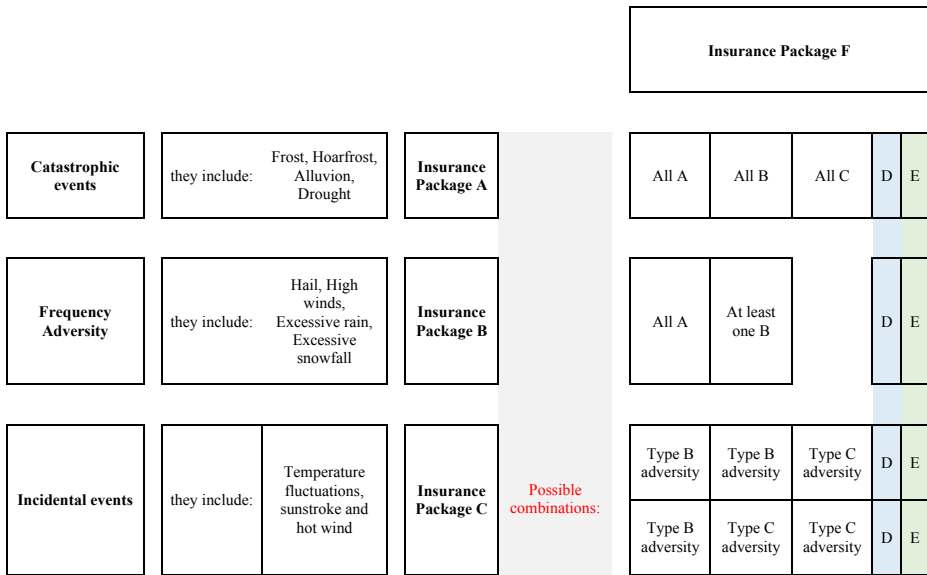 Insurance Package F
Catastrophic
events
they include:
Frost, Hoarfrost,
Alluvion,
Drought
Insurance
Package A
All A
All B
All C
D
E
Frequency
Adversity
they include:
Hail, High
winds,
Excessive rain,
Excessive
snowfall
Insurance
Package B
All A
At least
one B
D
E
Incidental events
they include:
Temperature
fluctuations,
sunstroke and
hot wind
Insurance
Package C
Possible
combinations:
Type B
adversity
Type B
adversity
Type C
adversity
D
E
Type B
adversity
Type C
adversity
Type C
adversity
D
E